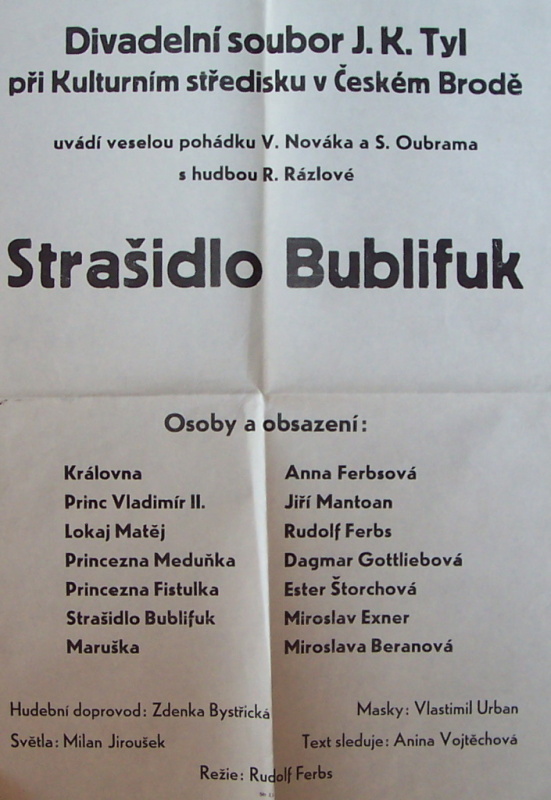 Divadelní soubor J. K. Tyl
při Kulturním středisku v Českém Brodě
uvádí veselou pohádku V. Nováka a S. Oubrama
s hudbou R. Rázlové
Strašidlo Bublifuk
Osoby a obsazení:
Královna Anna Ferbsová
Princ Vladimír II. Jiří Mantoan
Lokaj Matěj Rudolf Ferbs
Princezna Meduňka Dagmar Gottliebová
Princezna Fistulka Ester Štorchová
Strašidlo Bublifuk Miroslav Exner
Maruška Miroslava Beranová
Hudební doprovod: Zdenka Bystřická Masky: Vlastimil Urban
Světla: Milan Jiroušek Text sleduje: Anina Vojtěchová
Režie: Rudolf Ferbs